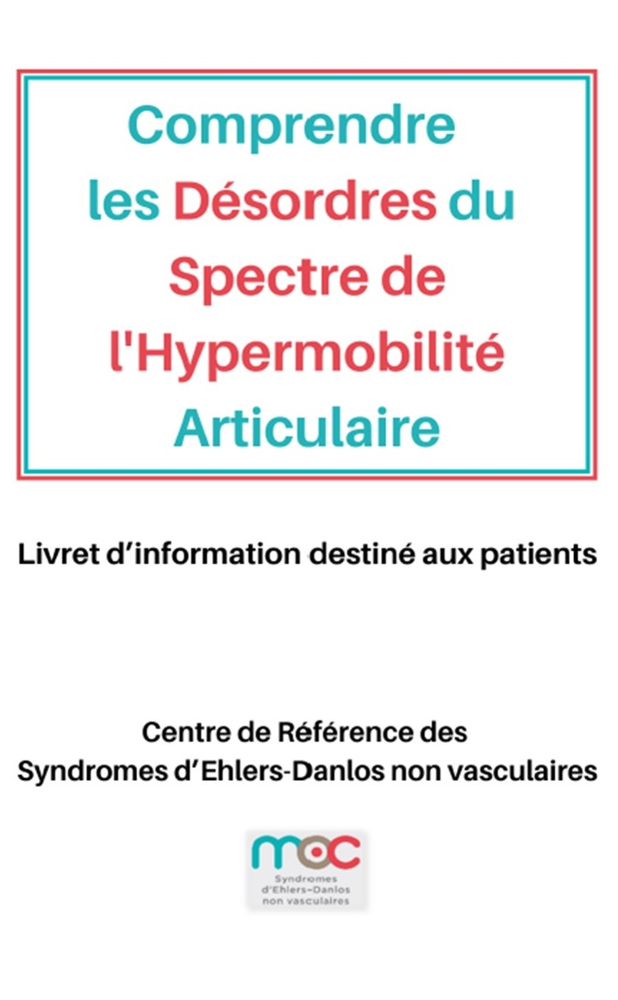 Comprendre
les Désordres du
Spectre de
l'Hypermobilité
Articulaire
Livret d’information destiné aux patients
Centre de Référence des
Syndromes d’Ehlers-Danlos non vasculaires
moc
Syndromes
d'Ehlers-Danlos
non vasculaires